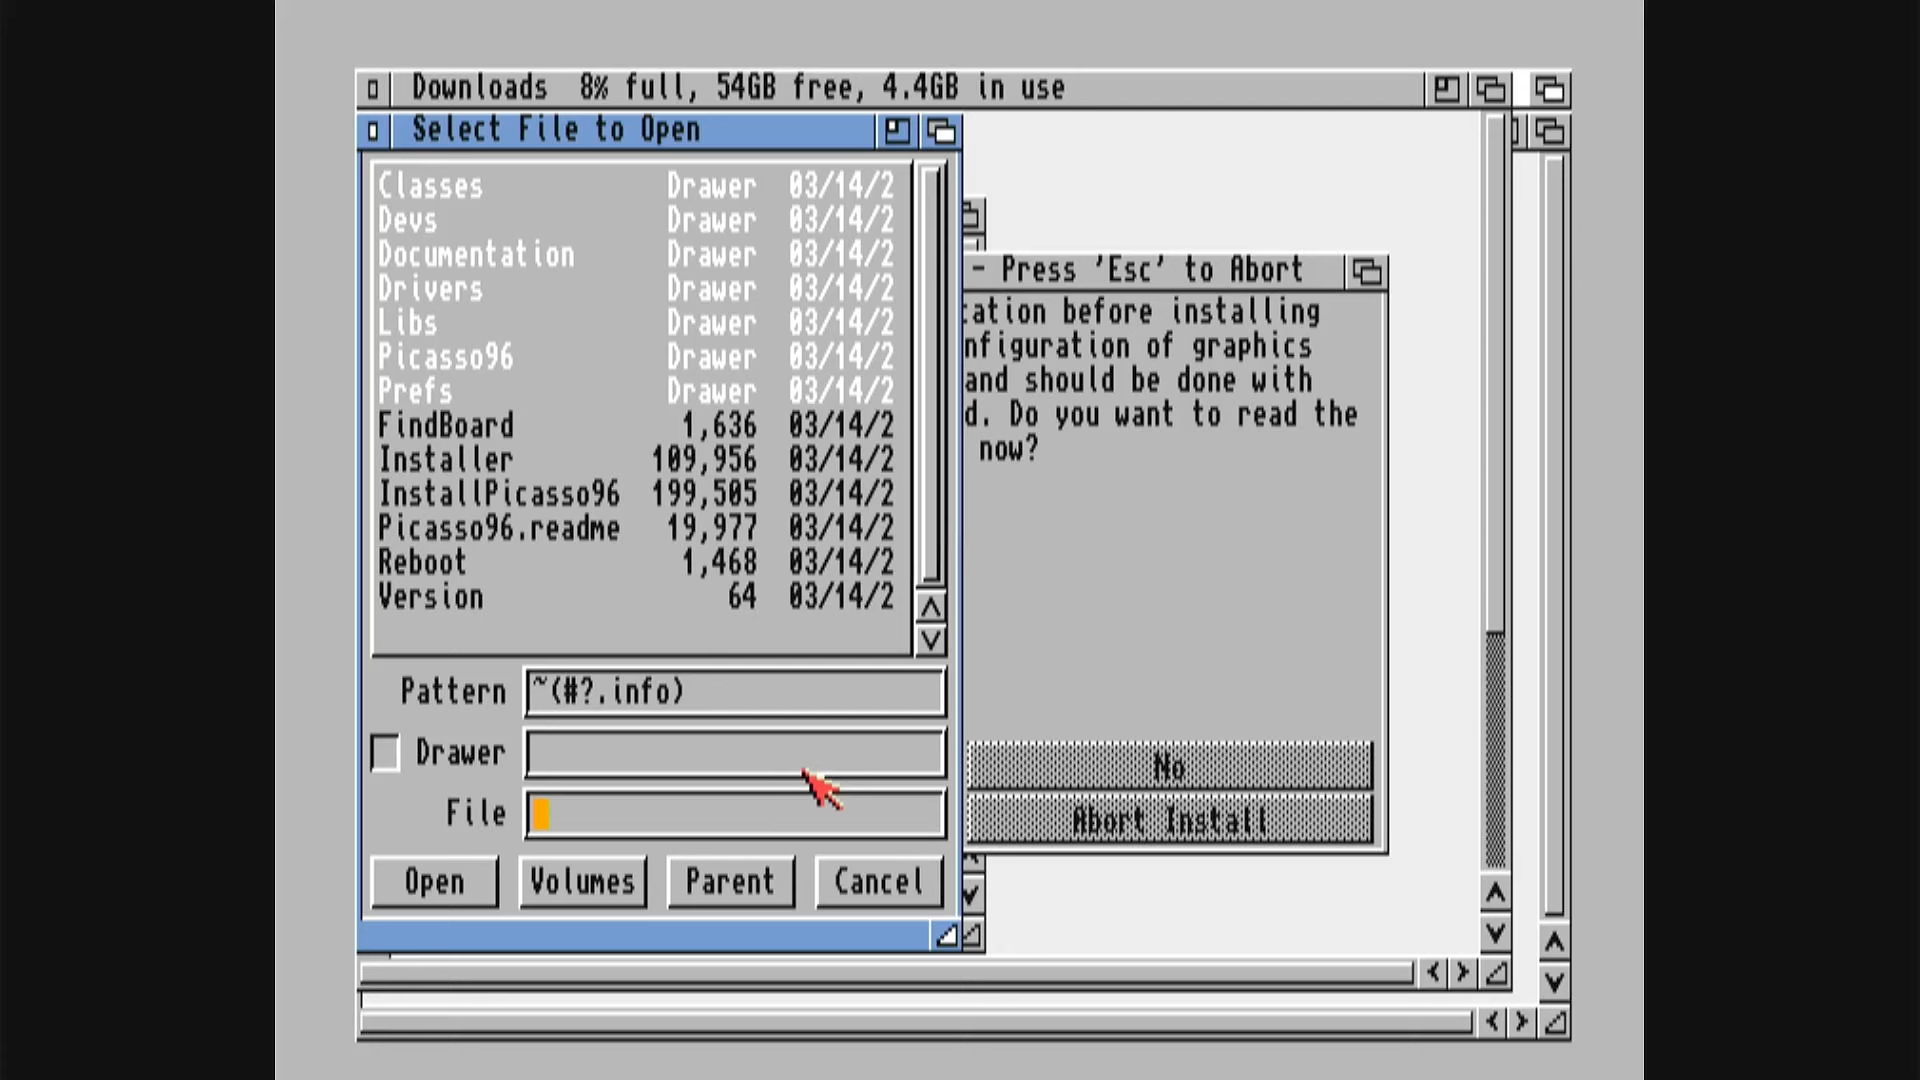 Downloads 8% full, 54GB free, 4.4GB in use
Select File to Open
Classes Drawer 03/14/2
Devs Drawer 03/14/2
Documentation Drawer 03/14/2
Drivers Drawer 03/14/2
Libs Drawer 03/14/2
Picasso96 Drawer 03/14/2
Prefs Drawer 03/14/2
FindBoard 1,636 03/14/2
Installer 109,956 03/14/2
InstallPicasso96 199,505 03/14/2
Picasso96.readme 19,977 03/14/2
Reboot 1,468 03/14/2
Version 64 03/14/2
Pattern ~(#?.info)
Drawer
File
Open Volumes Parent Cancel
- Press 'Esc' to Abort
tation before installing
nfiguration of graphics
and should be done with
d. Do you want to read the
now?
No
Abort Install